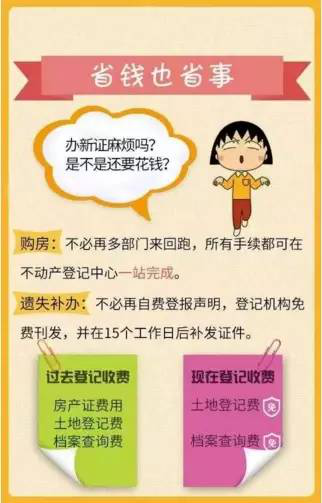 省钱也省事
办新证麻烦吗?
是不是还要花钱?
购房：不必再多部门来回跑，所有手续都可在
不动产登记中心一站完成。
遗失补办：不必再自费登报声明，登记机构免
费刊发，并在15个工作日后补发证件。
过去登记收费
房产证费用
土地登记费
档案查询费
现在登记收费
土地登记费 免
档案查询费 免